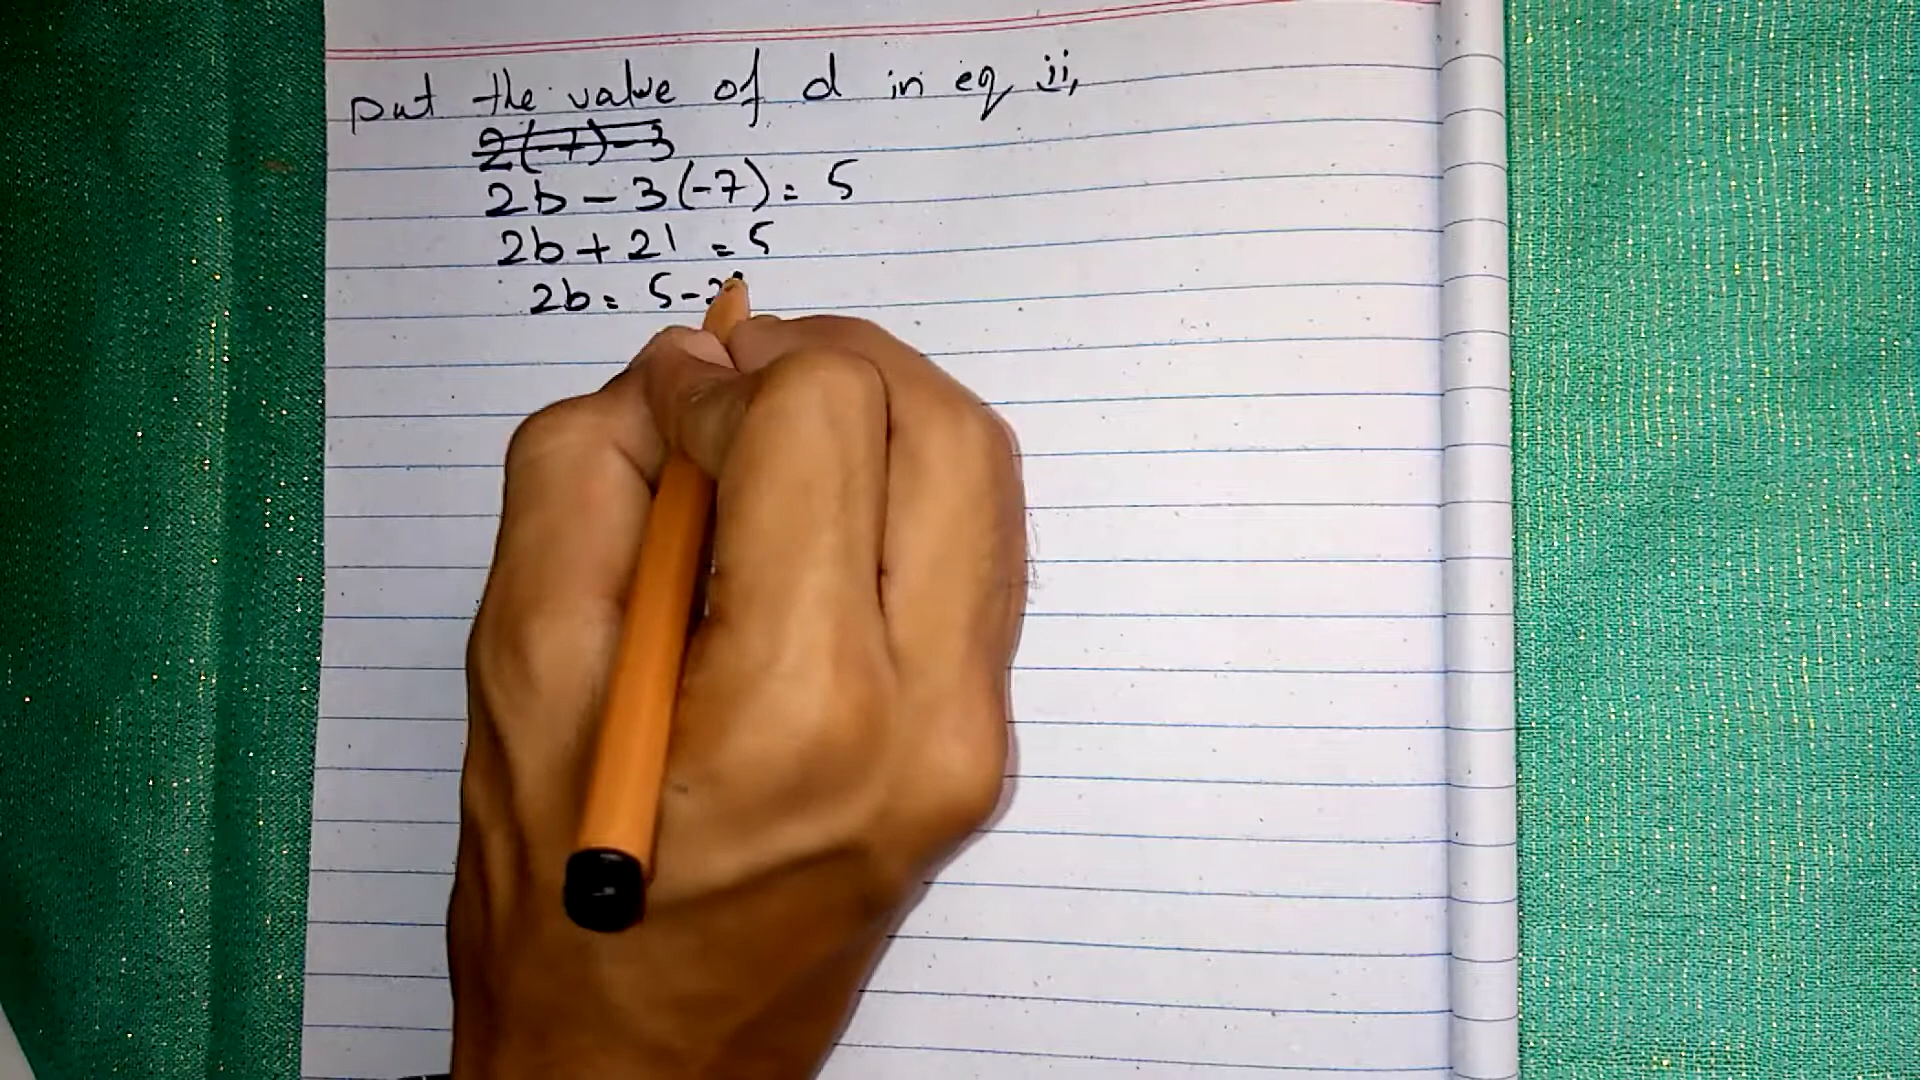 put the value of d in eq ii,
2(-7)-3
2b - 3(-7) = 5
2b + 21 = 5
2b = 5-2